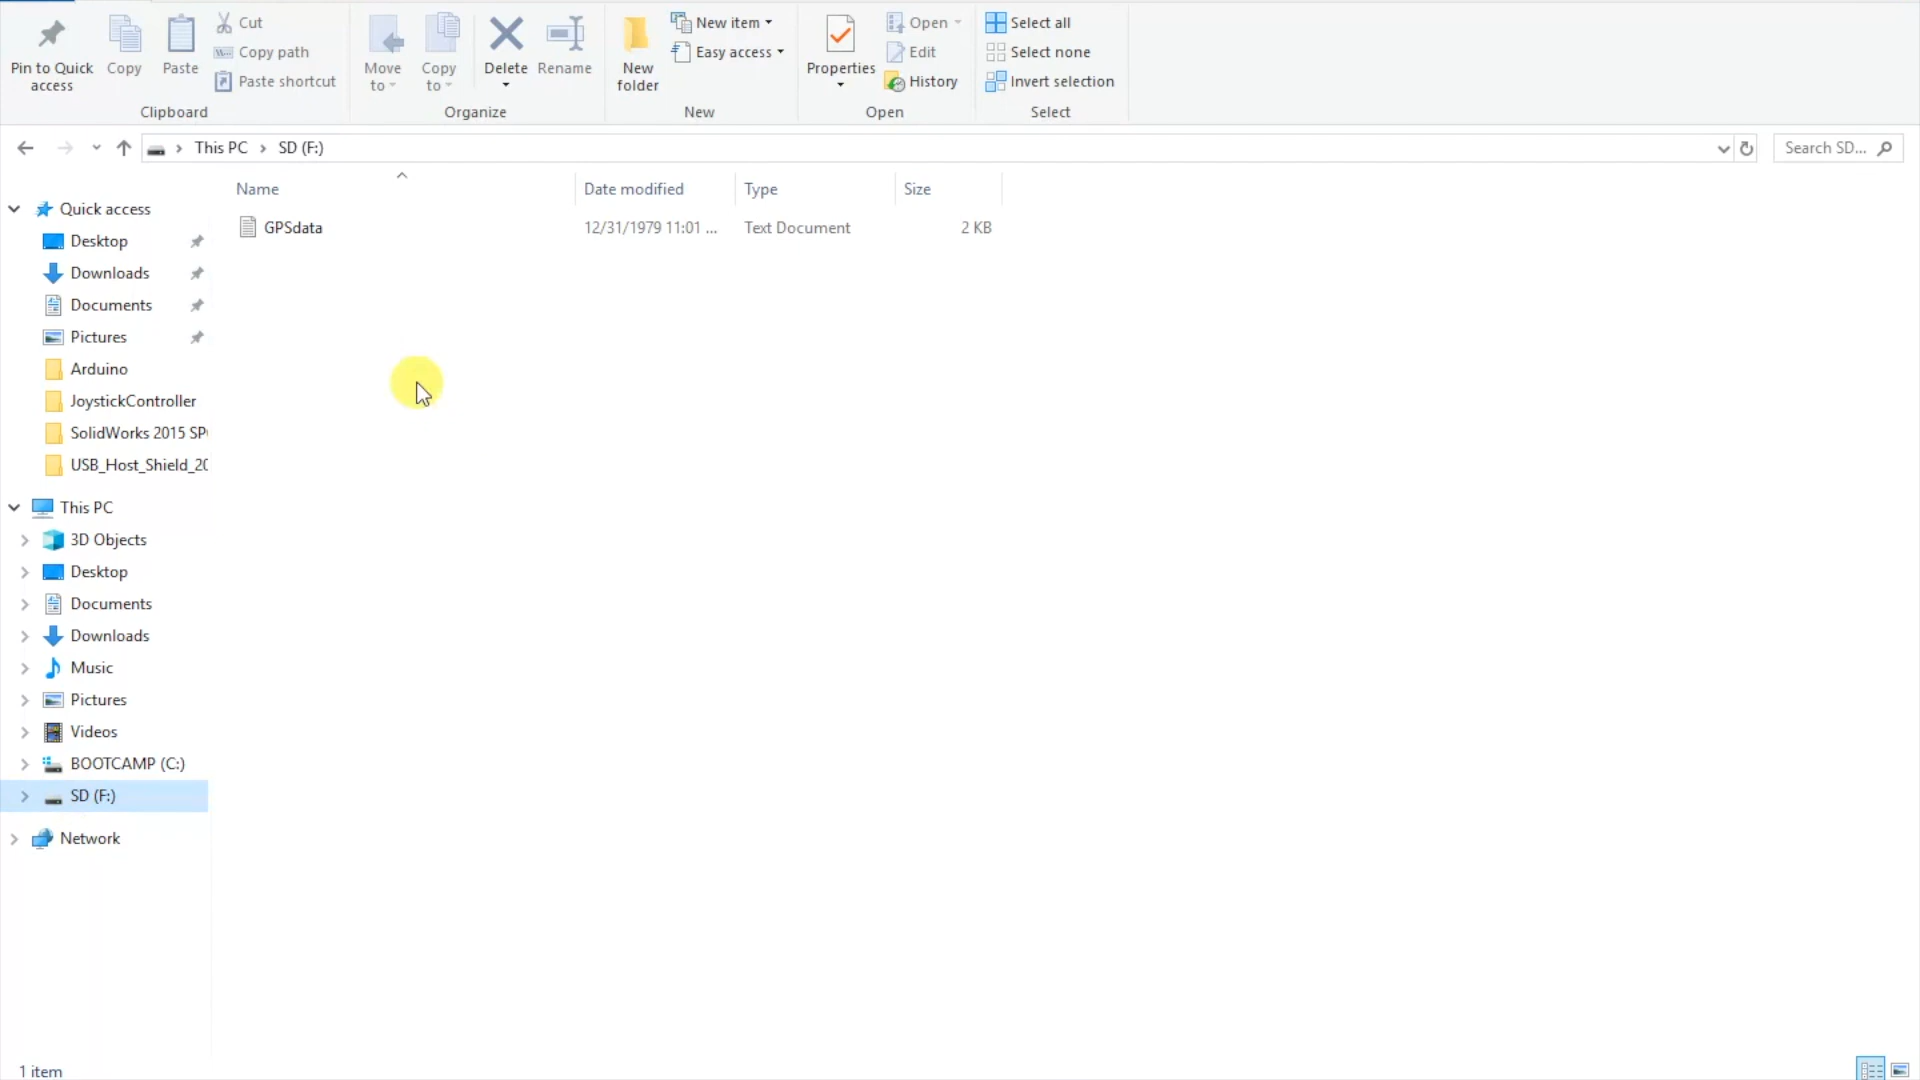 Pin to Quick access
Copy
Paste
Cut
Copy path
Paste shortcut
Clipboard
Move to
Copy to
Delete
Rename
Organize
New folder
New item
Easy access
New
Properties
Open
Edit
History
Open
Select all
Select none
Invert selection
Select
This PC
SD (F:)
Search SD...
Name
Date modified
Type
Size
GPSdata
12/31/1979 11:01 ...
Text Document
2 KB
Quick access
Desktop
Downloads
Documents
Pictures
Arduino
JoystickController
SolidWorks 2015 SP
USB_Host_Shield_20
This PC
3D Objects
Desktop
Documents
Downloads
Music
Pictures
Videos
BOOTCAMP (C:)
SD (F:)
Network
1 item